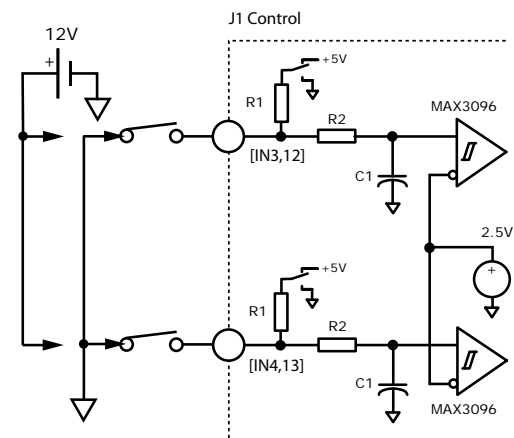 J1 Control
12V
+
+5V
R1
R2
MAX3096
[IN3,12]
C1
2.5V
+
+5V
R1
R2
[IN4,13]
C1
MAX3096